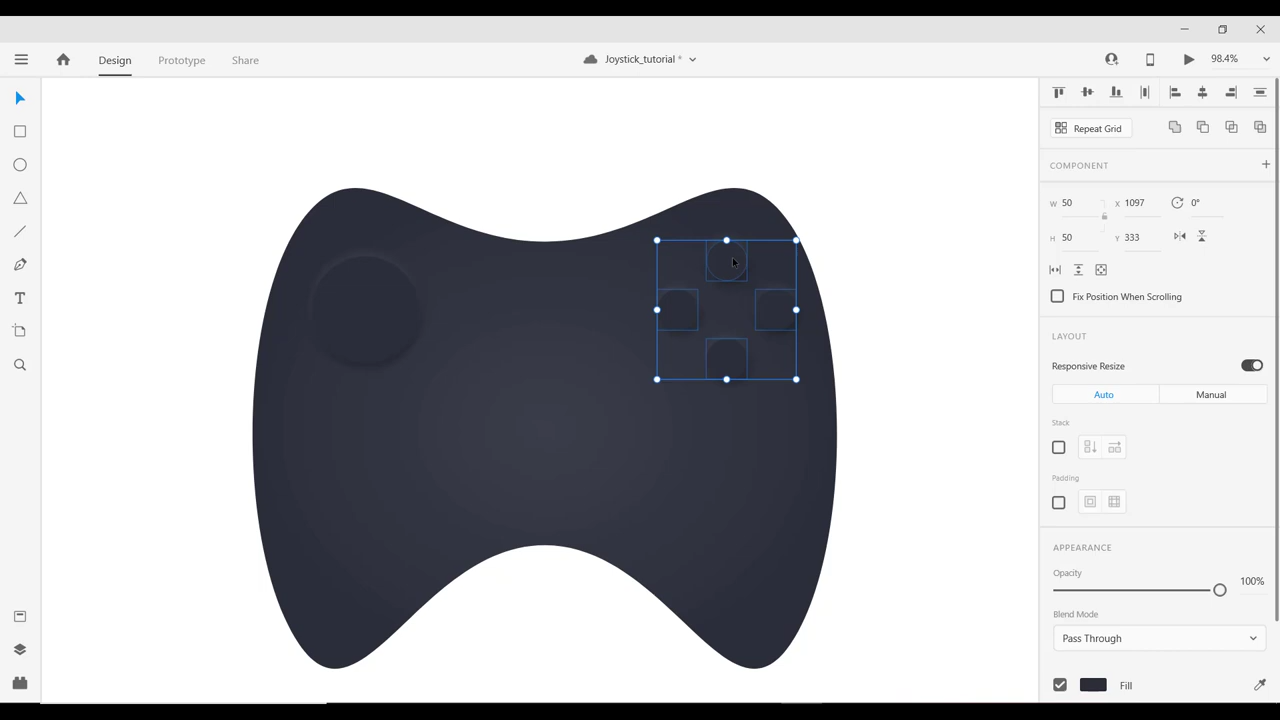 Design
Prototype
Share
Joystick_tutorial *
98.4%
Repeat Grid
COMPONENT
W 50 X 1097 0°
H 50 Y 333
Fix Position When Scrolling
LAYOUT
Responsive Resize
Auto
Manual
Stack
Padding
APPEARANCE
Opacity
100%
Blend Mode
Pass Through
Fill
T